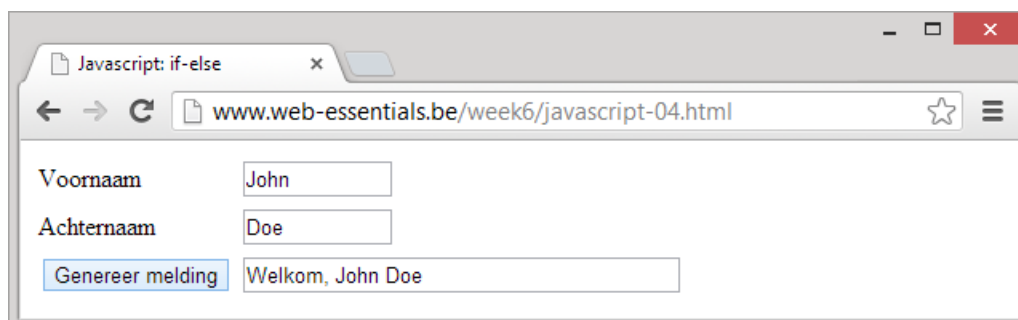 Javascript: if-else
www.web-essentials.be/week6/javascript-04.html
Voornaam John
Achternaam Doe
Genereer melding Welkom, John Doe